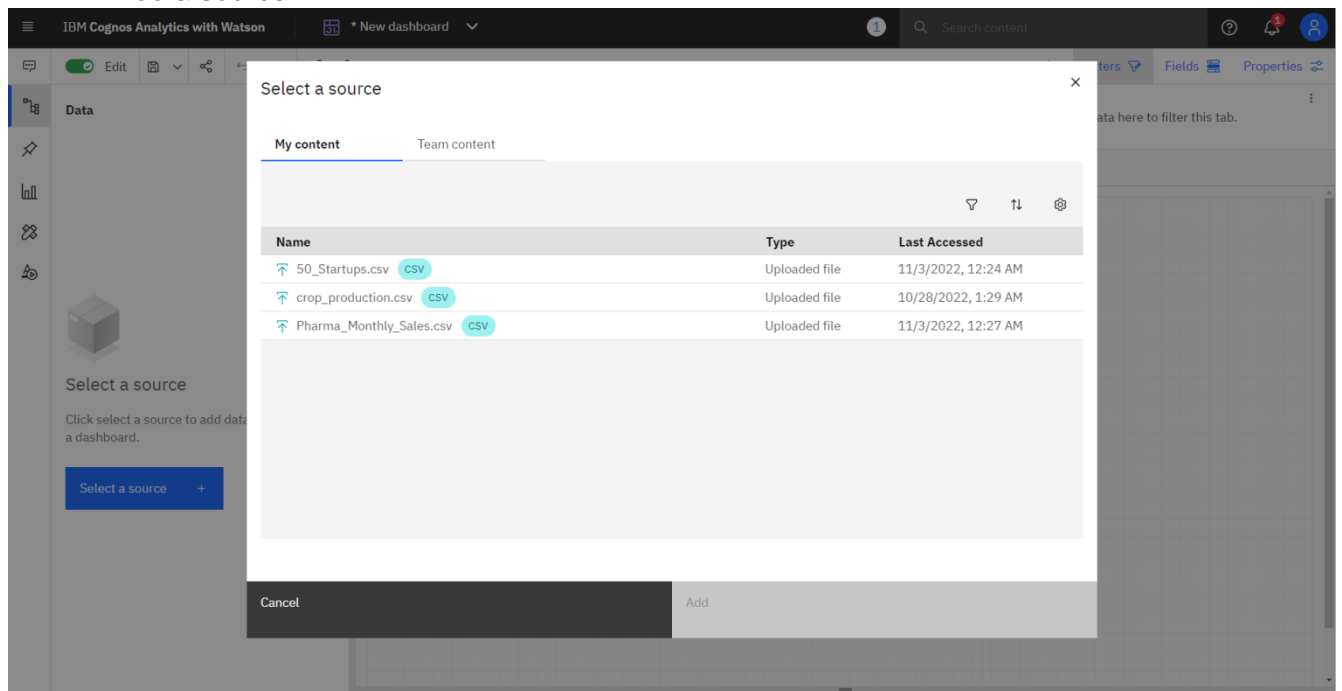 IBM Cognos Analytics with Watson
* New dashboard
1
Search content
1
Edit
Filters
Fields
Properties
Select a source
Data
data here to filter this tab.
My content
Team content
Name
Type
Last Accessed
50_Startups.csv CSV
Uploaded file
11/3/2022, 12:24 AM
crop_production.csv CSV
Uploaded file
10/28/2022, 1:29 AM
Pharma_Monthly_Sales.csv CSV
Uploaded file
11/3/2022, 12:27 AM
Select a source
Click select a source to add data
a dashboard.
Select a source +
Cancel
Add